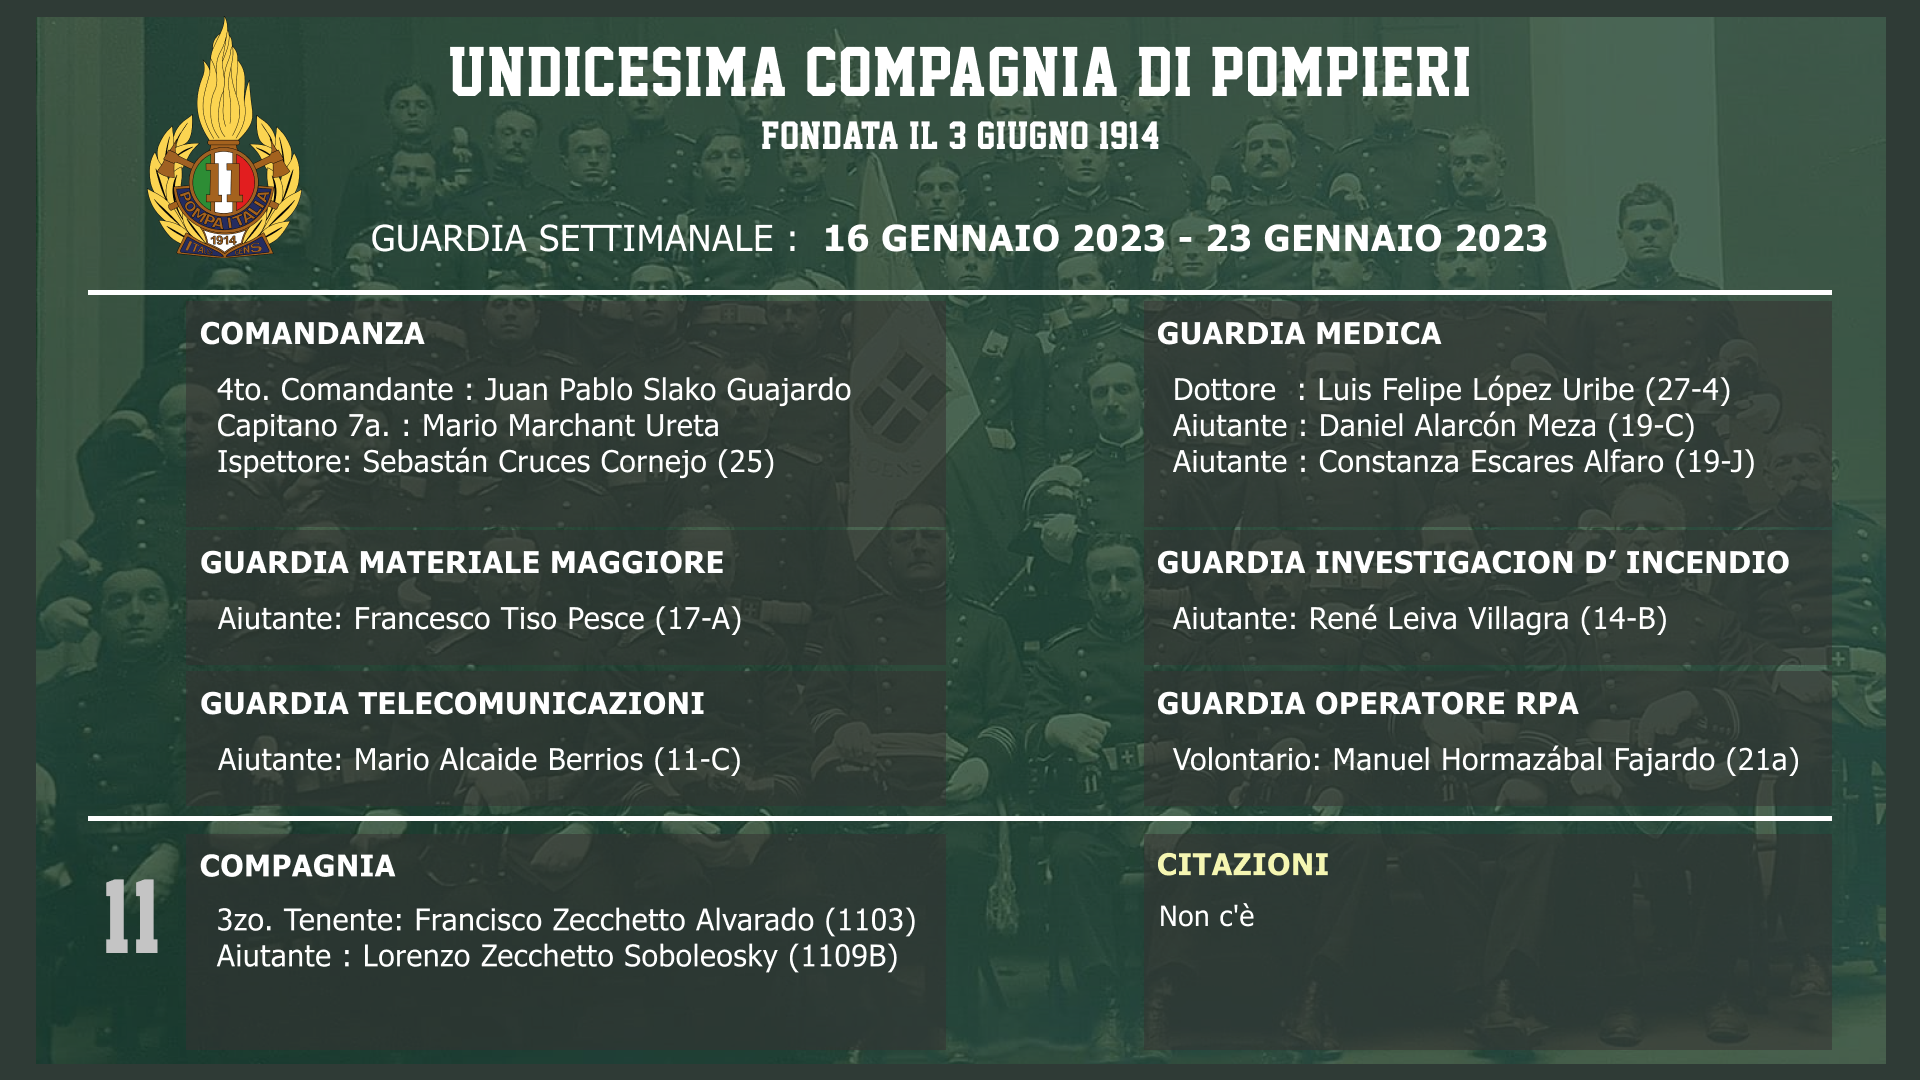 UNDICESIMA COMPAGNIA DI POMPIERI
FONDATA IL 3 GIUGNO 1914
11
POMPA ITALIA
1914
GUARDIA SETTIMANALE : 16 GENNAIO 2023 - 23 GENNAIO 2023
COMANDANZA
4to. Comandante : Juan Pablo Slako Guajardo
Capitano 7a. : Mario Marchant Ureta
Ispettore: Sebastán Cruces Cornejo (25)
GUARDIA MEDICA
Dottore : Luis Felipe López Uribe (27-4)
Aiutante : Daniel Alarcón Meza (19-C)
Aiutante : Constanza Escares Alfaro (19-J)
GUARDIA MATERIALE MAGGIORE
Aiutante: Francesco Tiso Pesce (17-A)
GUARDIA INVESTIGACION D’ INCENDIO
Aiutante: René Leiva Villagra (14-B)
GUARDIA TELECOMUNICAZIONI
Aiutante: Mario Alcaide Berrios (11-C)
GUARDIA OPERATORE RPA
Volontario: Manuel Hormazábal Fajardo (21a)
11
COMPAGNIA
3zo. Tenente: Francisco Zecchetto Alvarado (1103)
Aiutante : Lorenzo Zecchetto Soboleosky (1109B)
CITAZIONI
Non c'è